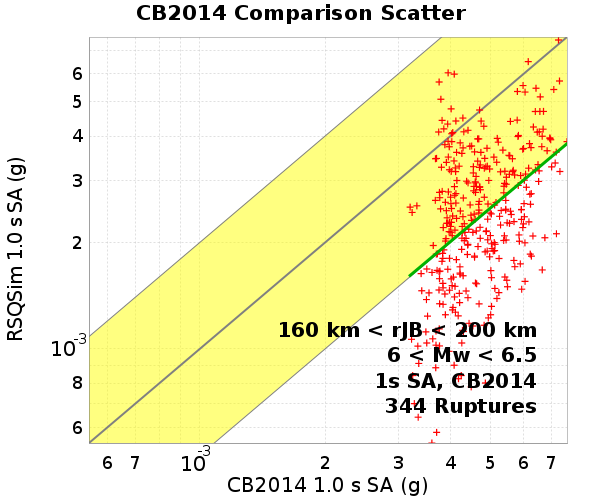 CB2014 Comparison Scatter
RSQSim 1.0 s SA (g)
6
5
4
3
2
10-3
8
6
160 km < rJB < 200 km
6 < Mw < 6.5
1s SA, CB2014
344 Ruptures
6 7 10-3 2 3 4 5 6 7
CB2014 1.0 s SA (g)